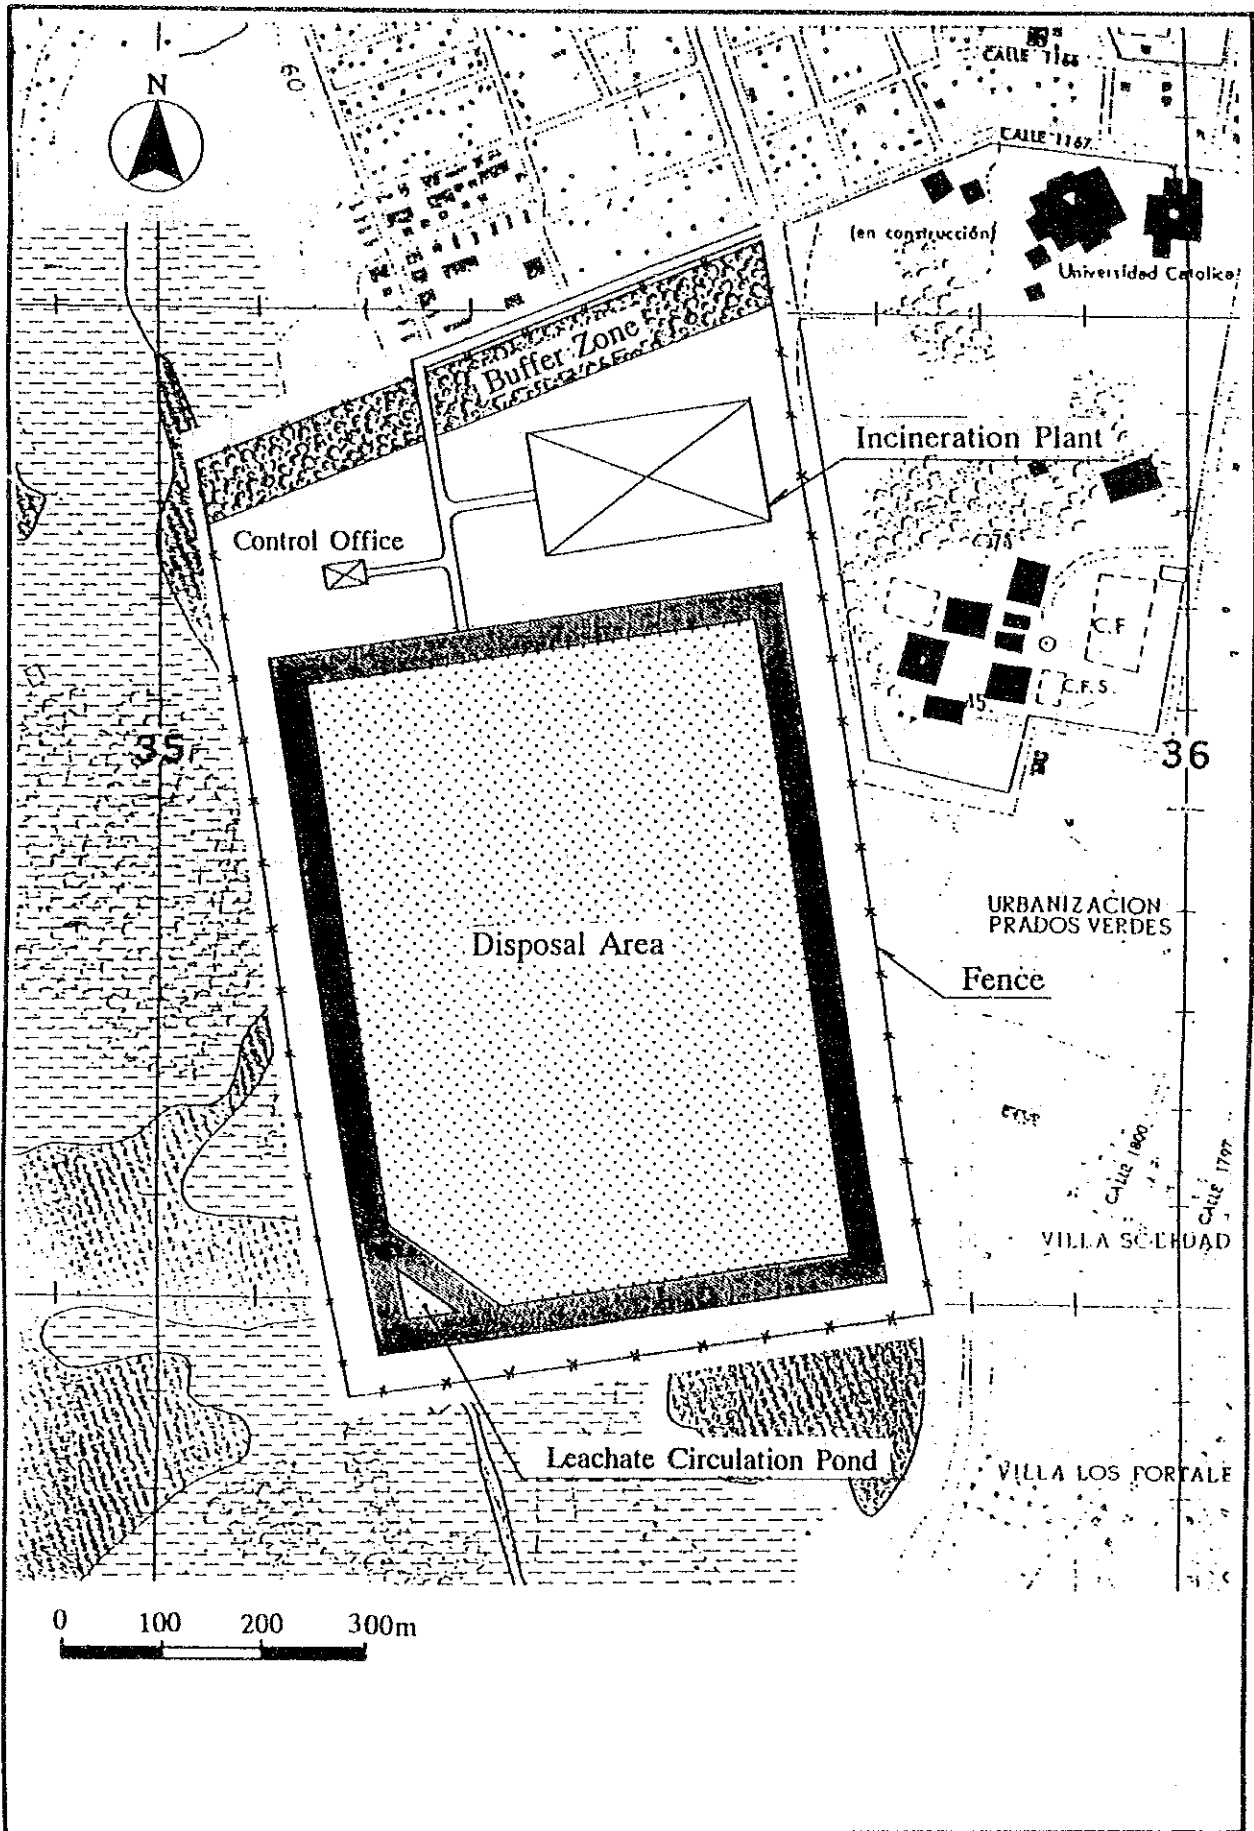 CALLE 1166
N
60
CALLE 1167
(en construcción)
Universidad Catolica
Buffer Zone
Incineration Plant
Control Office
C.F
C.F.S.
15
35
36
URBANIZACION
PRADOS VERDES
Disposal Area
Fence
CALLE 1800
CALLE 1797
VILLA SOLEDAD
Leachate Circulation Pond
VILLA LOS PORTALE
0 100 200 300m